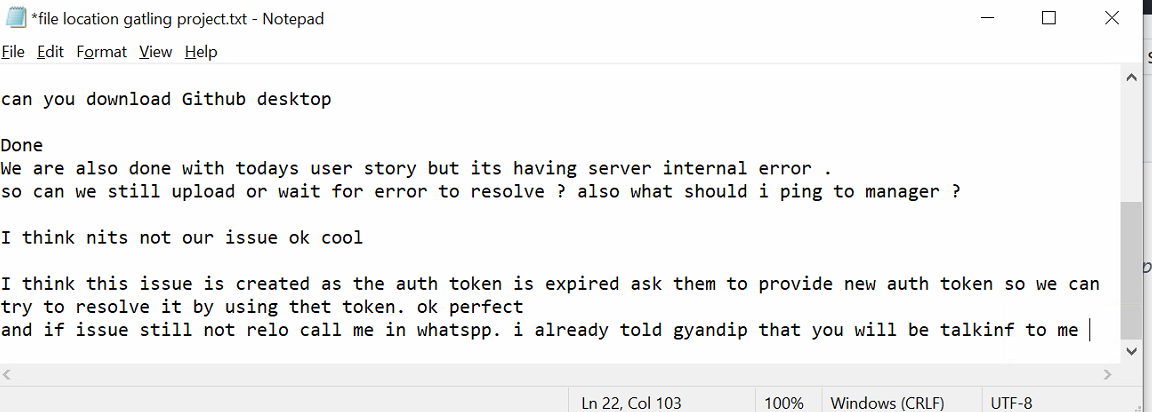 *file location gatling project.txt - Notepad
File Edit Format View Help
can you download Github desktop
Done
We are also done with todays user story but its having server internal error .
so can we still upload or wait for error to resolve ? also what should i ping to manager ?
I think nits not our issue ok cool
I think this issue is created as the auth token is expired ask them to provide new auth token so we can
try to resolve it by using thet token. ok perfect
and if issue still not relo call me in whatspp. i already told gyandip that you will be talkinf to me
Ln 22, Col 103 100% Windows (CRLF) UTF-8